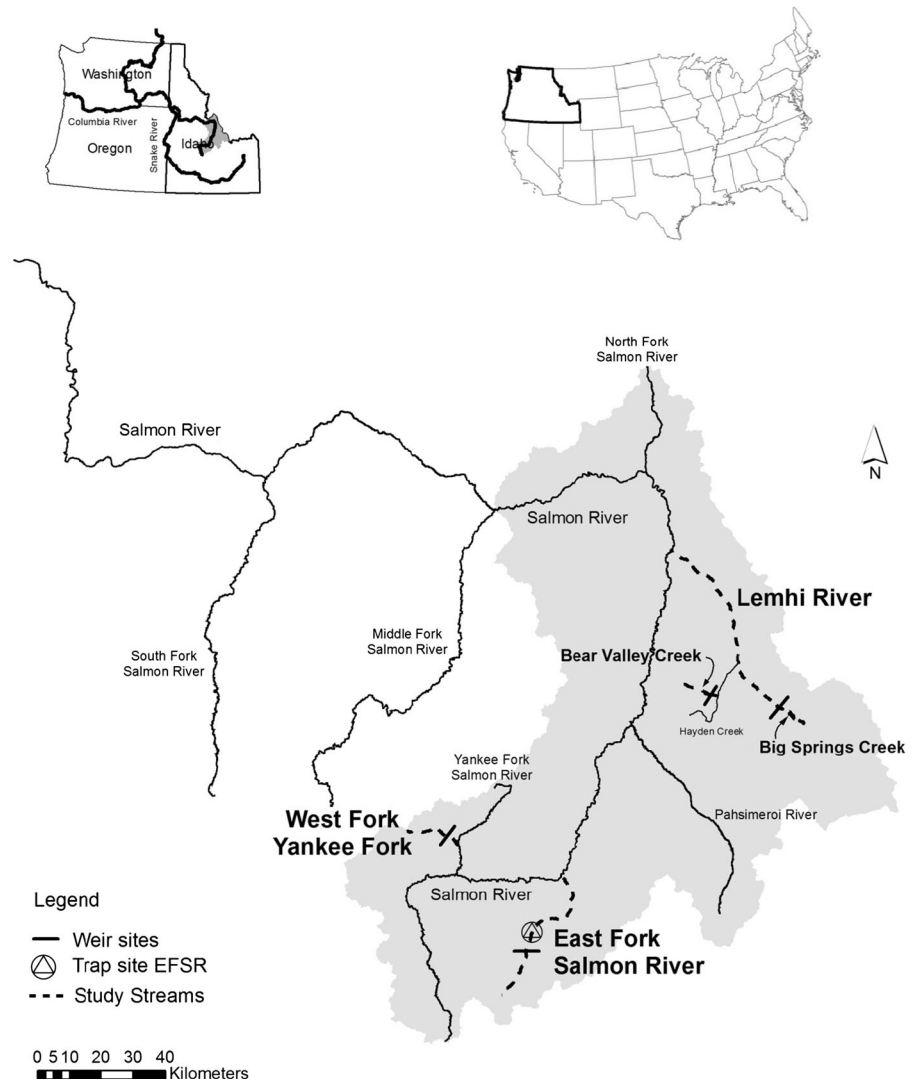 Washington
Columbia River
Oregon
Snake River
Idaho
North Fork
Salmon River
Salmon River
N
Salmon River
Lemhi River
Middle Fork
Salmon River
Bear Valley Creek
South Fork
Salmon River
Hayden Creek
Big Springs Creek
Yankee Fork
Salmon River
West Fork
Yankee Fork
Pahsimeroi River
Salmon River
East Fork
Salmon River
Legend
Weir sites
Trap site EFSR
Study Streams
0 5 10 20 30 40
Kilometers